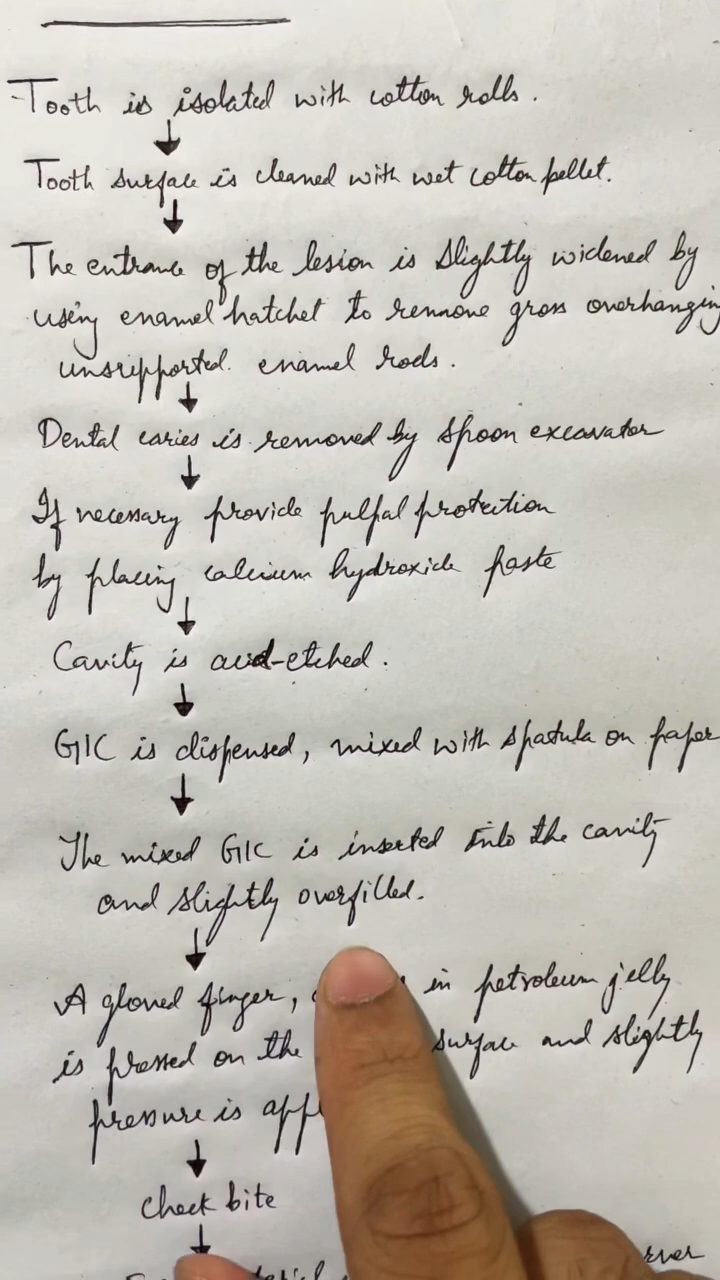 Tooth is isolated with cotton rolls.
Tooth surface is cleaned with wet cotton pellet.
The entrance of the lesion is slightly widened by
using enamel hatchet to remove gross overhanging
unsupported enamel rods.
Dental caries is removed by spoon excavator
If necessary provide pulpal protection
by placing calcium hydroxide paste
Cavity is acid-etched.
GIC is dispensed, mixed with spatula on paper
The mixed GIC is inserted into the cavity
and slightly overfilled.
A gloved finger, in petroleum jelly
is pressed on the surface and slightly
pressure is
check bite